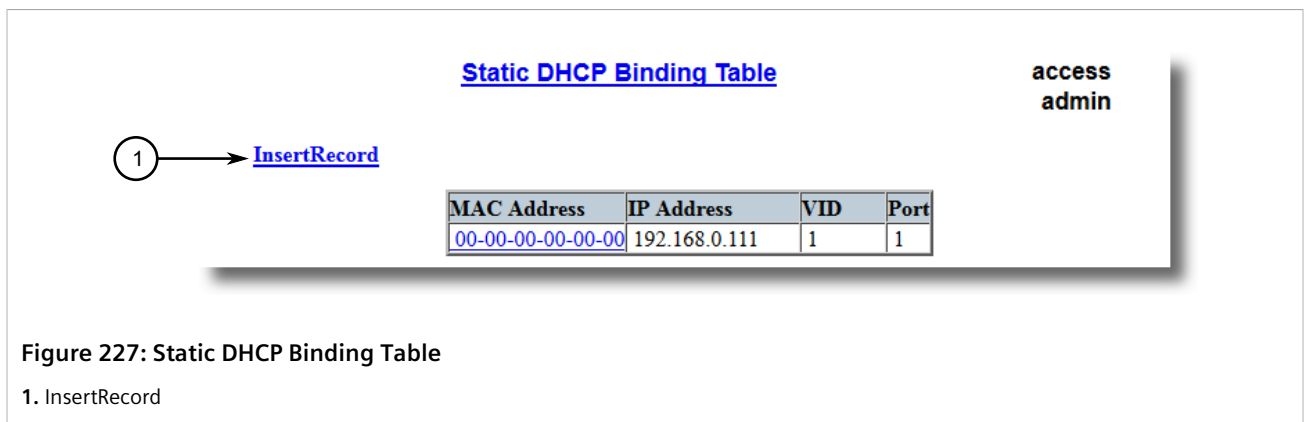 Static DHCP Binding Table
access
admin
1
InsertRecord
MAC Address IP Address VID Port
00-00-00-00-00-00 192.168.0.111 1 1
Figure 227: Static DHCP Binding Table
1. InsertRecord